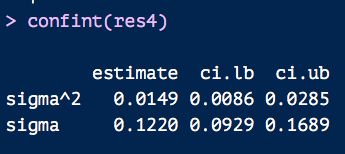 > confint(res4)
estimate ci.lb ci.ub
sigma^2 0.0149 0.0086 0.0285
sigma 0.1220 0.0929 0.1689